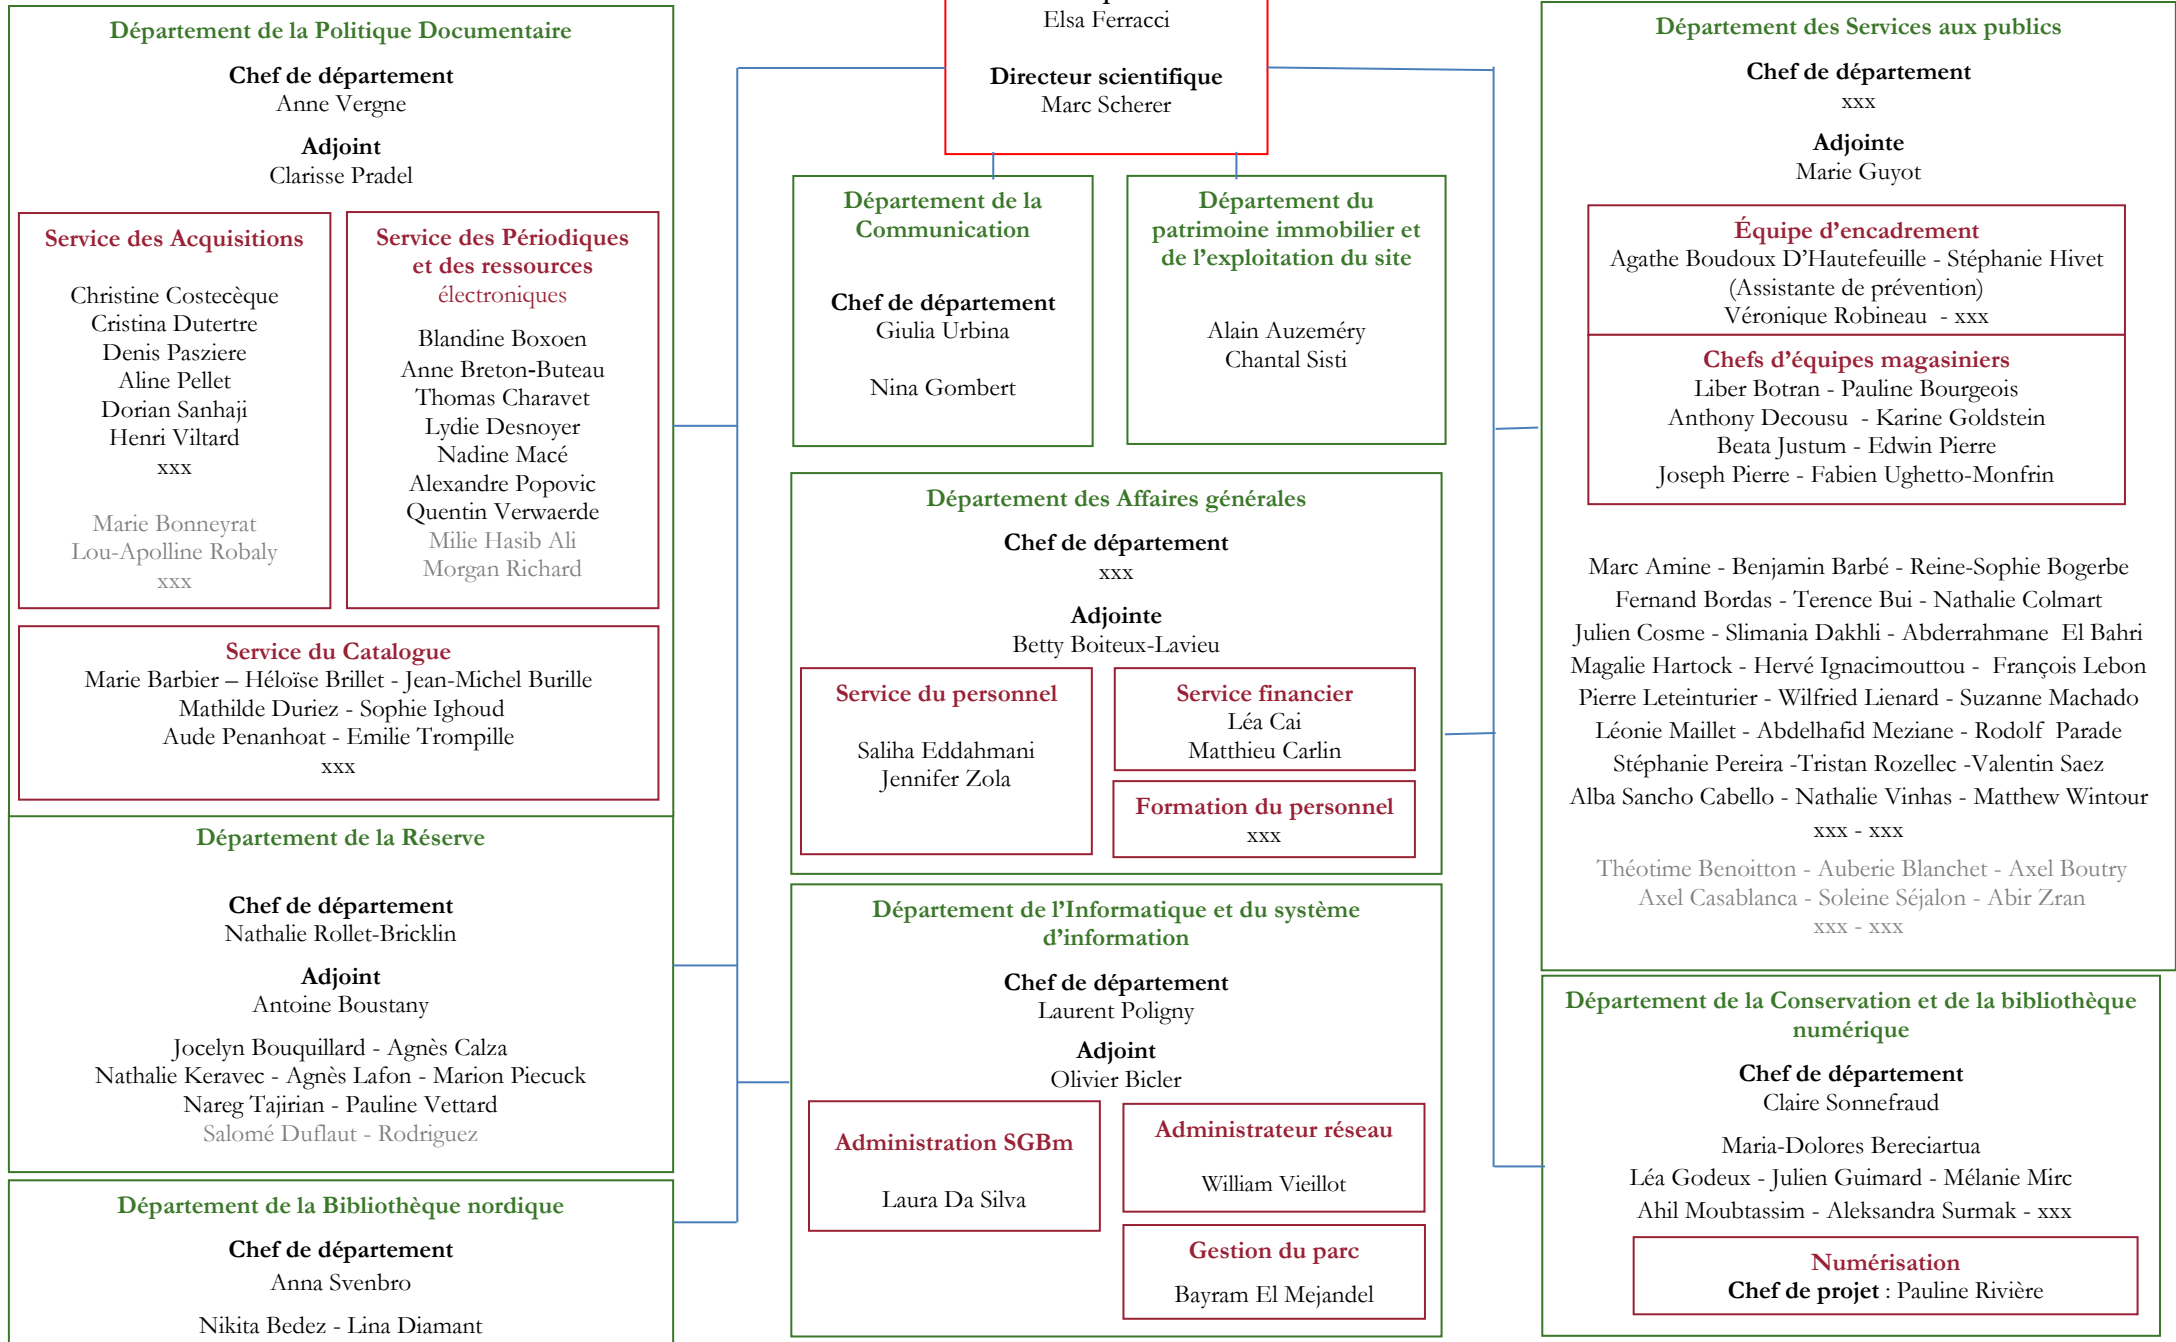 Département de la Politique Documentaire
Chef de département
Anne Vergne
Adjoint
Clarisse Pradel
Service des Acquisitions
Christine Costecèque
Cristina Dutertre
Denis Pasziere
Aline Pellet
Dorian Sanhaji
Henri Viltard
xxx
Marie Bonneyrat
Lou-Apolline Robaly
xxx
Service des Périodiques
et des ressources
électroniques
Blandine Boxoen
Anne Breton-Buteau
Thomas Charavet
Lydie Desnoyer
Nadine Macé
Alexandre Popovic
Quentin Verwaerde
Milie Hasib Ali
Morgan Richard
Service du Catalogue
Marie Barbier – Héloïse Brillet - Jean-Michel Burille
Mathilde Duriez - Sophie Ighoud
Aude Penanhoat - Emilie Trompille
xxx
Département de la Réserve
Chef de département
Nathalie Rollet-Bricklin
Adjoint
Antoine Boustany
Jocelyn Bouquillard - Agnès Calza
Nathalie Keravec - Agnès Lafon - Marion Piecuck
Nareg Tajirian - Pauline Vettard
Salomé Duflaut - Rodriguez
Département de la Bibliothèque nordique
Chef de département
Anna Svenbro
Nikita Bedez - Lina Diamant
Elsa Ferracci
Directeur scientifique
Marc Scherer
Département de la
Communication
Chef de département
Giulia Urbina
Nina Gombert
Département du
patrimoine immobilier et
de l’exploitation du site
Alain Auzeméry
Chantal Sisti
Département des Affaires générales
Chef de département
xxx
Adjointe
Betty Boiteux-Lavieu
Service du personnel
Saliha Eddahmani
Jennifer Zola
Service financier
Léa Cai
Matthieu Carlin
Formation du personnel
xxx
Département de l’Informatique et du système
d’information
Chef de département
Laurent Poligny
Adjoint
Olivier Bicler
Administration SGBm
Laura Da Silva
Administrateur réseau
William Vieillot
Gestion du parc
Bayram El Mejandel
Département des Services aux publics
Chef de département
xxx
Adjointe
Marie Guyot
Équipe d’encadrement
Agathe Boudoux D’Hautefeuille - Stéphanie Hivet
(Assistante de prévention)
Véronique Robineau - xxx
Chefs d’équipes magasiniers
Liber Botran - Pauline Bourgeois
Anthony Decousu - Karine Goldstein
Beata Justum - Edwin Pierre
Joseph Pierre - Fabien Ughetto-Monfrin
Marc Amine - Benjamin Barbé - Reine-Sophie Bogerbe
Fernand Bordas - Terence Bui - Nathalie Colmart
Julien Cosme - Slimania Dakhli - Abderrahmane El Bahri
Magalie Hartock - Hervé Ignacimouttou - François Lebon
Pierre Leteinturier - Wilfried Lienard - Suzanne Machado
Léonie Maillet - Abdelhafid Meziane - Rodolf Parade
Stéphanie Pereira -Tristan Rozellec -Valentin Saez
Alba Sancho Cabello - Nathalie Vinhas - Matthew Wintour
xxx - xxx
Théotime Benoitton - Auberie Blanchet - Axel Boutry
Axel Casablanca - Soleine Séjalon - Abir Zran
xxx - xxx
Département de la Conservation et de la bibliothèque
numérique
Chef de département
Claire Sonnefraud
Maria-Dolores Bereciartua
Léa Godeux - Julien Guimard - Mélanie Mirc
Ahil Moubtassim - Aleksandra Surmak - xxx
Numérisation
Chef de projet : Pauline Rivière